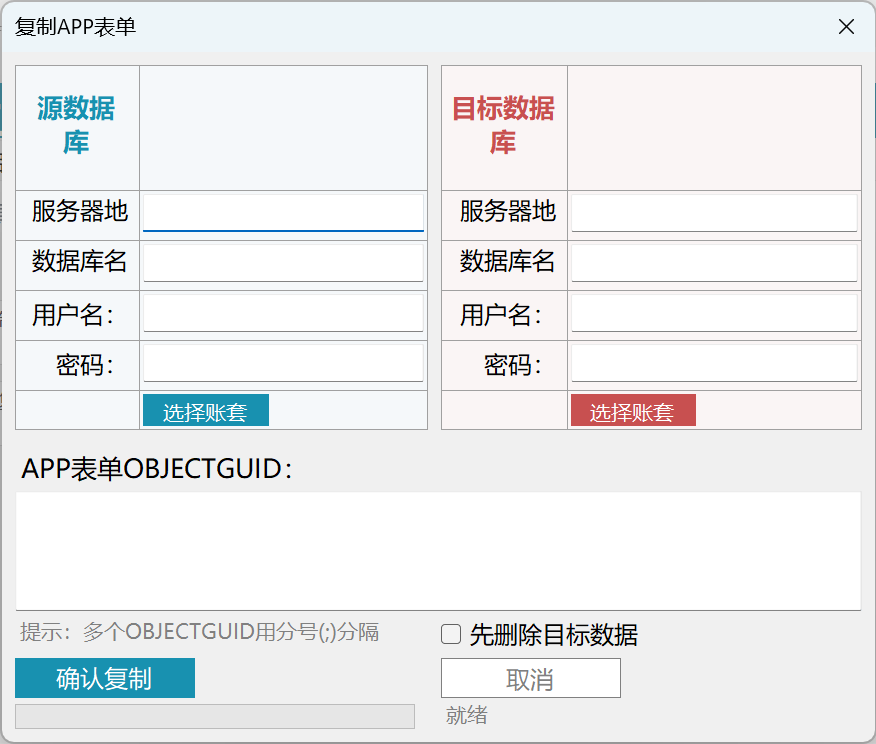 复制APP表单
源数据
库
服务器地
数据库名
用户名：
密码：
选择账套
目标数据
库
服务器地
数据库名
用户名：
密码：
选择账套
APP表单OBJECTGUID：
提示：多个OBJECTGUID用分号(;)分隔
先删除目标数据
确认复制
取消
就绪